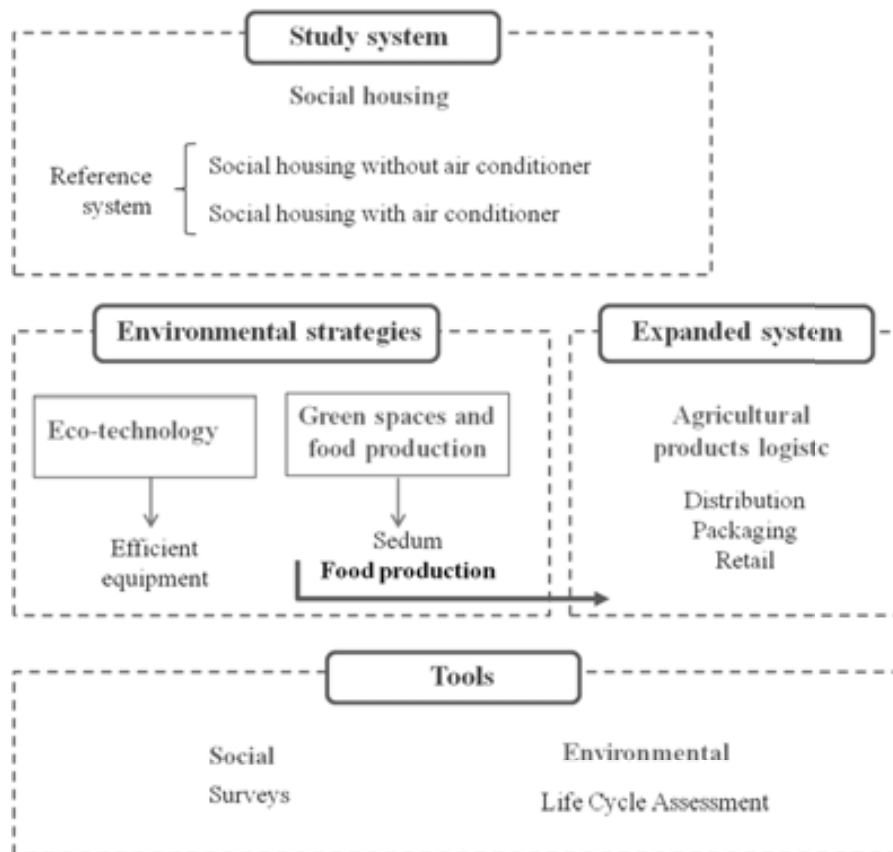 Study system
Social housing
Reference
system
Social housing without air conditioner
Social housing with air conditioner
Environmental strategies
Eco-technology
Efficient
equipment
Green spaces and
food production
Sedum
Food production
Expanded system
Agricultural
products logistc
Distribution
Packaging
Retail
Tools
Social
Surveys
Environmental
Life Cycle Assessment